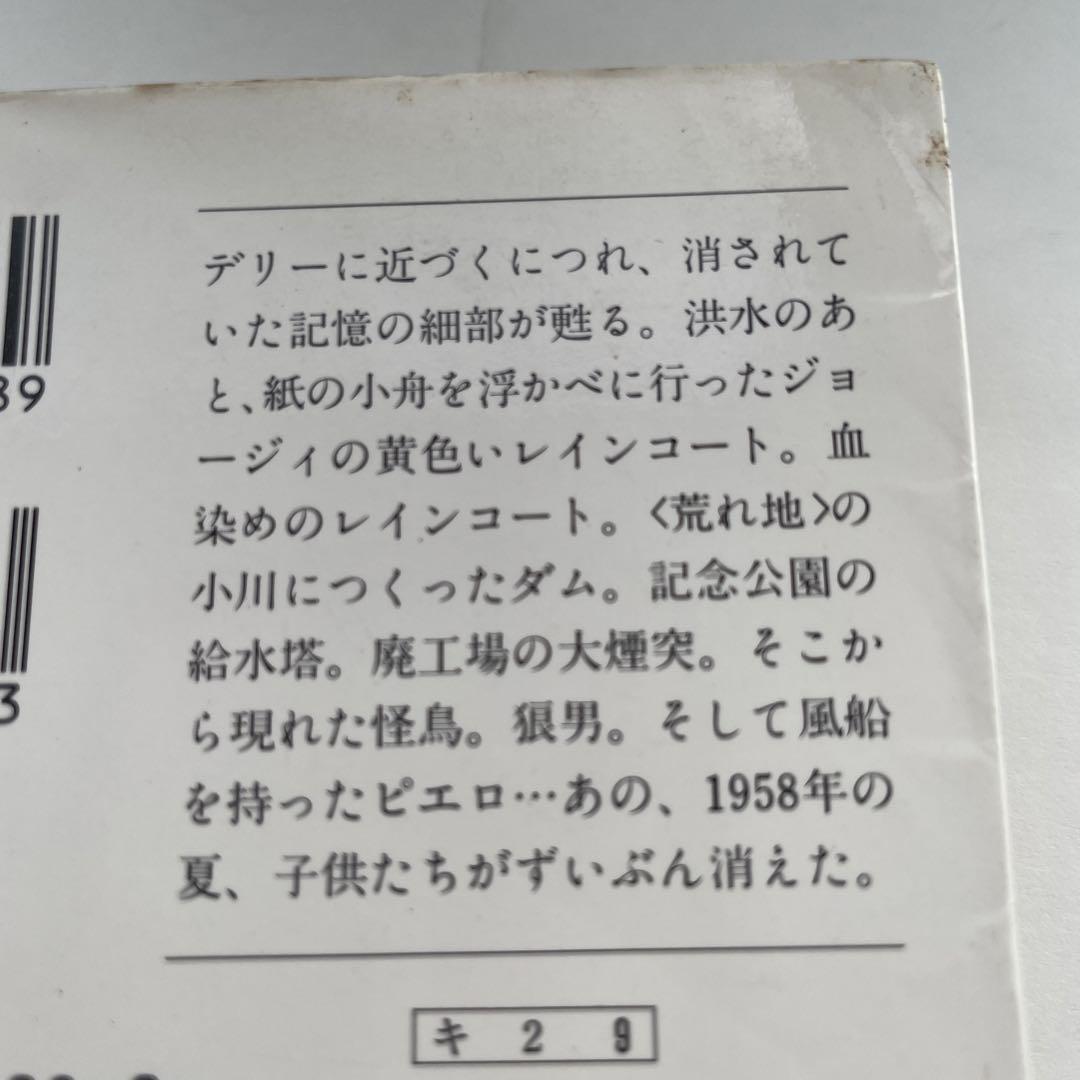 デリーに近づくにつれ、消されて
いた記憶の細部が甦る。洪水のあ
と、紙の小舟を浮かべに行ったジョ
ージィの黄色いレインコート。血
染めのレインコート。〈荒れ地〉の
小川につくったダム。記念公園の
給水塔。廃工場の大煙突。そこか
ら現れた怪鳥。狼男。そして風船
を持ったピエロ…あの、1958年の
夏、子供たちがずいぶん消えた。
キ 2 9
39
3